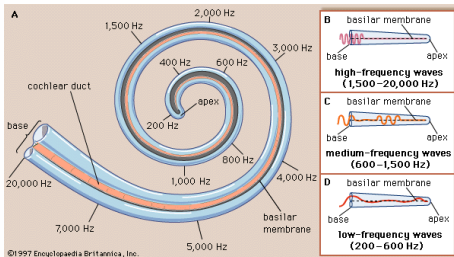 A
2,000 Hz
1,500 Hz
3,000 Hz
400 Hz
600 Hz
cochlear duct
apex
200 Hz
base
800 Hz
1,000 Hz
4,000 Hz
20,000 Hz
basilar
membrane
7,000 Hz
5,000 Hz
©1997 Encyclopaedia Britannica, Inc.
B
basilar membrane
base
apex
high-frequency waves
(1,500–20,000 Hz)
C
basilar membrane
base
apex
medium-frequency waves
(600–1,500 Hz)
D
basilar membrane
base
apex
low-frequency waves
(200–600 Hz)